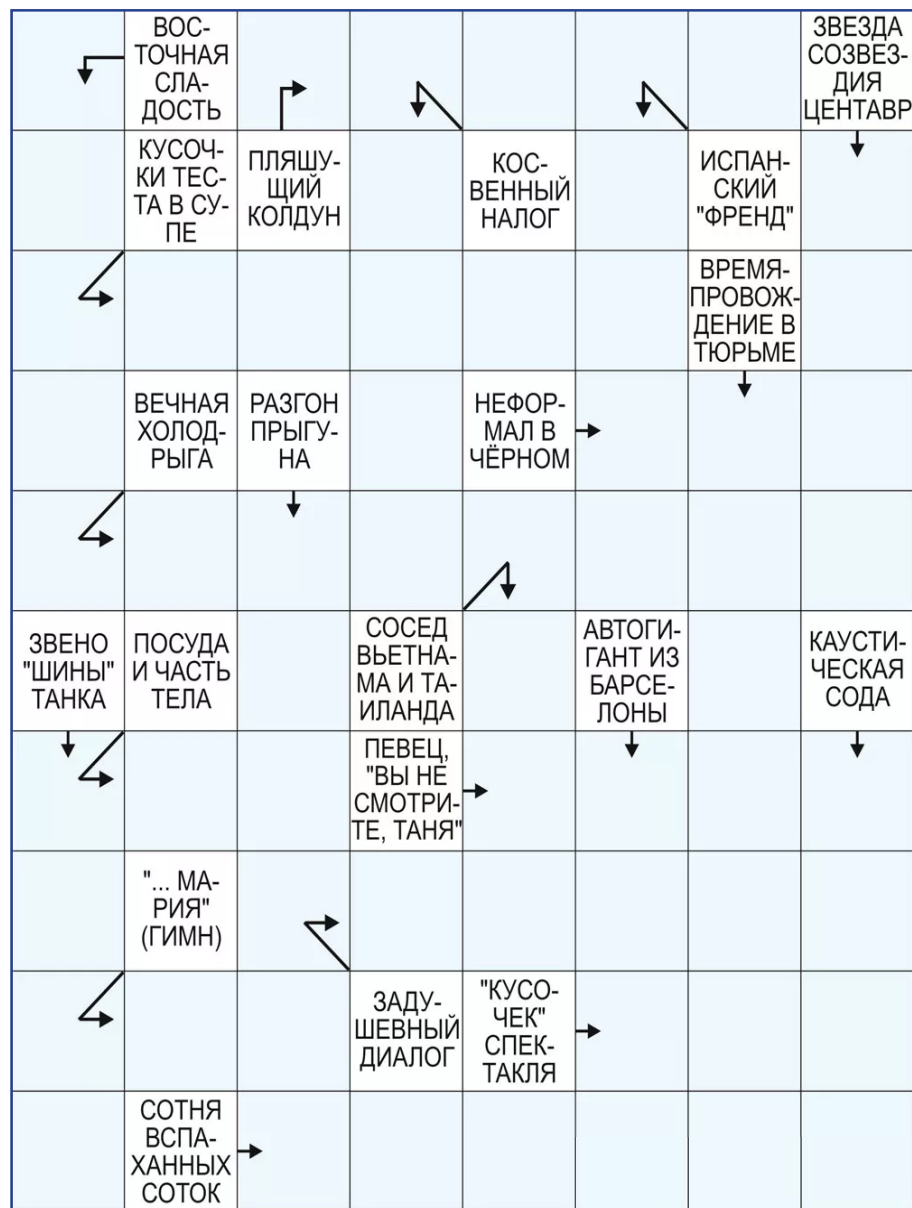 ВОС-
ТОЧНАЯ
СЛА-
ДОСТЬ
ЗВЕЗДА
СОЗВЕЗ-
ДИЯ
ЦЕНТАВР
КУСОЧ-
КИ ТЕС-
ТА В СУ-
ПЕ
ПЛЯШУ-
ЩИЙ
КОЛДУН
КОС-
ВЕННЫЙ
НАЛОГ
ИСПАН-
СКИЙ
"ФРЕНД"
ВРЕМЯ-
ПРОВОЖ-
ДЕНИЕ В
ТЮРЬМЕ
ВЕЧНАЯ
ХОЛОД-
РЫГА
РАЗГОН
ПРЫГУ-
НА
НЕФОР-
МАЛ В
ЧЁРНОМ
ЗВЕНО
"ШИНЫ"
ТАНКА
ПОСУДА
И ЧАСТЬ
ТЕЛА
СОСЕД
ВЬЕТНА-
МА И ТА-
ИЛАНДА
АВТОГИ-
ГАНТ ИЗ
БАРСЕ-
ЛОНЫ
КАУСТИ-
ЧЕСКАЯ
СОДА
ПЕВЕЦ,
"ВЫ НЕ
СМОТРИ-
ТЕ, ТАНЯ"
"... МА-
РИЯ"
(ГИМН)
ЗАДУ-
ШЕВНЫЙ
ДИАЛОГ
"КУСО-
ЧЕК"
СПЕК-
ТАКЛЯ
СОТНЯ
ВСПА-
ХАННЫХ
СОТОК